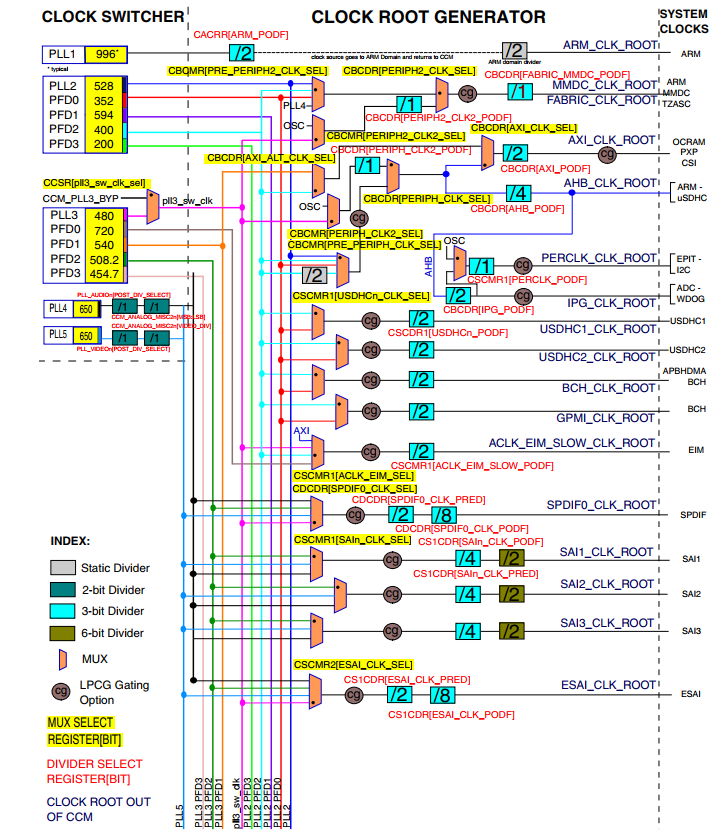 CLOCK SWITCHER
CLOCK ROOT GENERATOR
SYSTEM
CLOCKS
CACRR[ARM_PODF]
PLL1 996*
* typical
/2
clock source goes to ARM Domain and returns to CCM
/2
ARM domain divider
ARM_CLK_ROOT
ARM
CBCMR[PRE_PERIPH2_CLK_SEL]
CBCDR[PERIPH2_CLK_SEL]
CBCDR[FABRIC_MMDC_PODF]
PLL2 528
PFD0 352
PFD1 594
PFD2 400
PFD3 200
PLL4
cg
/1
MMDC_CLK_ROOT
FABRIC_CLK_ROOT
ARM
MMDC
TZASC
/1
CBCDR[PERIPH2_CLK2_PODF]
OSC
CBCMR[PERIPH2_CLK2_SEL]
CBCDR[AXI_CLK_SEL]
AXI_CLK_ROOT
OCRAM
PXP
CSI
CBCDR[PERIPH_CLK2_PODF]
/2
cg
CBCDR[AXI_ALT_CLK_SEL]
/1
CBCDR[AXI_PODF]
CCSR[pll3_sw_clk_sel]
CCM_PLL3_BYP
pll3_sw_clk
CBCDR[PERIPH_CLK_SEL]
/4
AHB_CLK_ROOT
CBCDR[AHB_PODF]
ARM -
uSDHC
OSC
cg
PLL3 480
PFD0 720
PFD1 540
PFD2 508.2
PFD3 454.7
CBCMR[PERIPH_CLK2_SEL]
CBCMR[PRE_PERIPH_CLK_SEL]
OSC
/2
AHB
/1
cg
PERCLK_CLK_ROOT
CSCMR1[PERCLK_PODF]
EPIT -
I2C
CSCMR1[USDHCn_CLK_SEL]
/2
cg
CBCDR[IPG_PODF]
IPG_CLK_ROOT
ADC -
WDOG
PLL_AUDIOn[POST_DIV_SELECT]
PLL4 650 /1 /1
PLL5 650 /1 /1
PLL_VIDEOn[POST_DIV_SELECT]
cg
/2
CSCDR1[USDHCn_PODF]
USDHC1_CLK_ROOT
USDHC1
cg
/2
USDHC2_CLK_ROOT
USDHC2
cg
/2
BCH_CLK_ROOT
APBHDMA
BCH
cg
/2
GPMI_CLK_ROOT
BCH
AXI
cg
/2
ACLK_EIM_SLOW_CLK_ROOT
CSCMR1[ACLK_EIM_SLOW_PODF]
EIM
CSCMR1[ACLK_EIM_SLOW_CLK_SEL]
CDCDR[SPDIF0_CLK_SEL]
CDCDR[SPDIF0_CLK_PRED]
cg
/2
/8
SPDIF0_CLK_ROOT
SPDIF
CDCDR[SPDIF0_CLK_PODF]
CSCMR1[SAIn_CLK_SEL]
CS1CDR[SAIn_CLK_PODF]
cg
/4
/2
SAI1_CLK_ROOT
SAI1
CS1CDR[SAIn_CLK_PRED]
cg
/4
/2
SAI2_CLK_ROOT
SAI2
cg
/4
/2
SAI3_CLK_ROOT
SAI3
CSCMR2[ESAI_CLK_SEL]
CS1CDR[ESAI_CLK_PRED]
cg
/2
/8
ESAI_CLK_ROOT
ESAI
CS1CDR[ESAI_CLK_PODF]
INDEX:
Static Divider
2-bit Divider
3-bit Divider
6-bit Divider
MUX
cg
LPCG Gating
Option
MUX SELECT
REGISTER[BIT]
DIVIDER SELECT
REGISTER[BIT]
CLOCK ROOT OUT
OF CCM
PLL5
PLL3 PFD3
PLL3 PFD2
PLL3 PFD1
pll3_sw_clk
PLL2 PFD3
PLL2 PFD2
PLL2 PFD1
PLL2 PFD0
PLL2